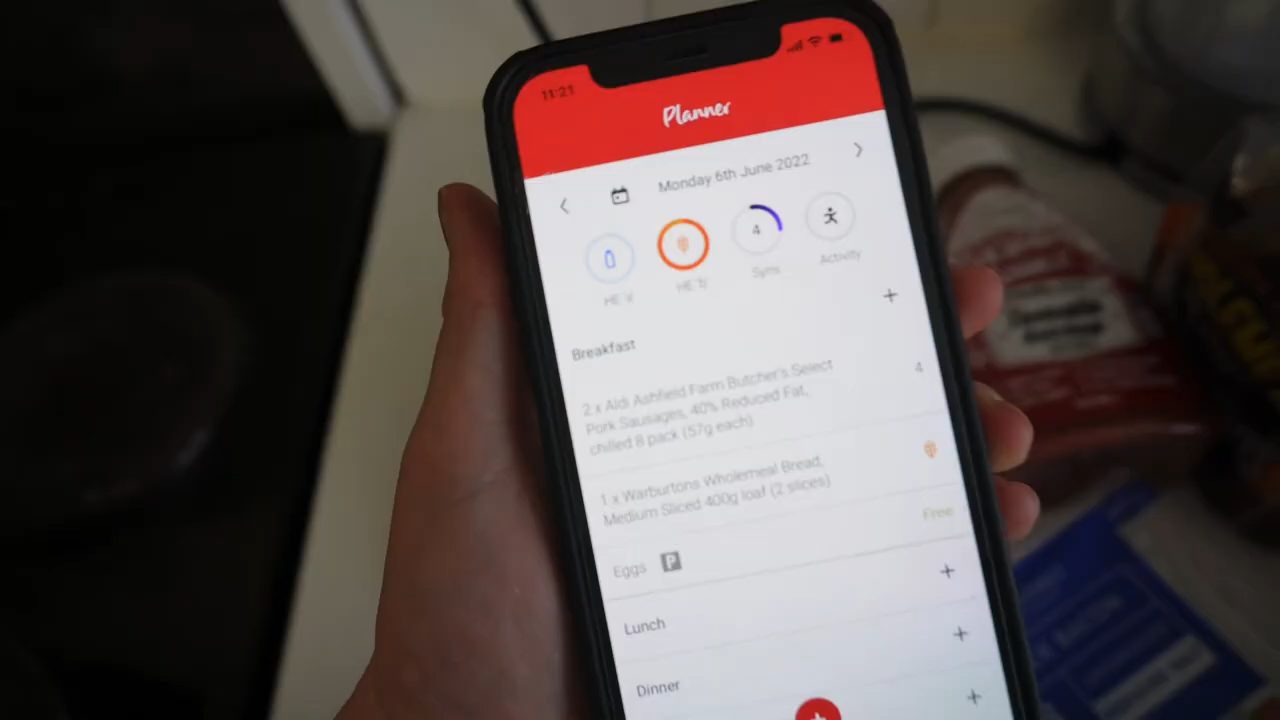 11:21
Planner
Monday 6th June 2022
4
HE 'a'
HE 'b'
Syns
Activity
Breakfast
2 x Aldi Ashfield Farm Butcher's Select
Pork Sausages, 40% Reduced Fat,
chilled 8 pack (57g each)
4
1 x Warburtons Wholemeal Bread,
Medium Sliced 400g loaf (2 slices)
Eggs P
Free
Lunch
Dinner